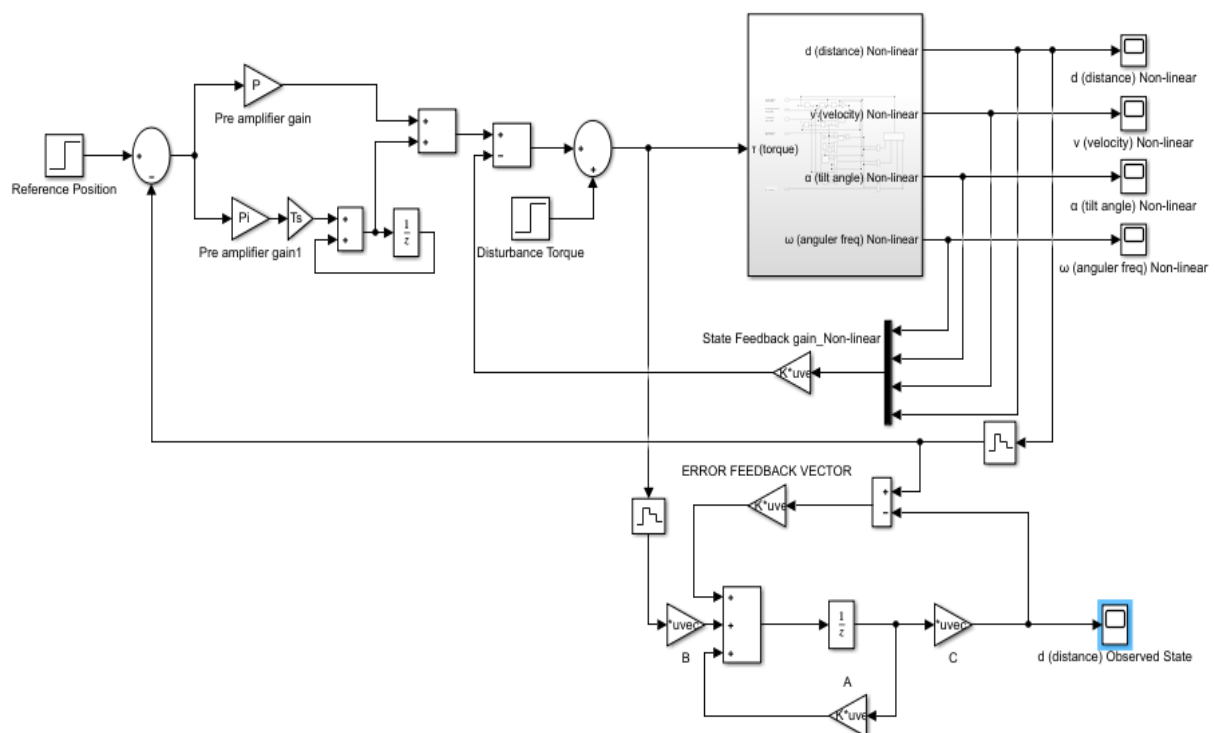 d (distance) Non-linear
d (distance) Non-linear
P
Pre amplifier gain
v (velocity) Non-linear
v (velocity) Non-linear
Reference Position
τ (torque)
α (tilt angle) Non-linear
α (tilt angle) Non-linear
Pi
Ts
1
z
Pre amplifier gain1
Disturbance Torque
ω (anguler freq) Non-linear
ω (anguler freq) Non-linear
State Feedback gain_Non-linear
K*uve
ERROR FEEDBACK VECTOR
K*uve
*uvec
B
1
z
*uvec
C
d (distance) Observed State
A
K*uve